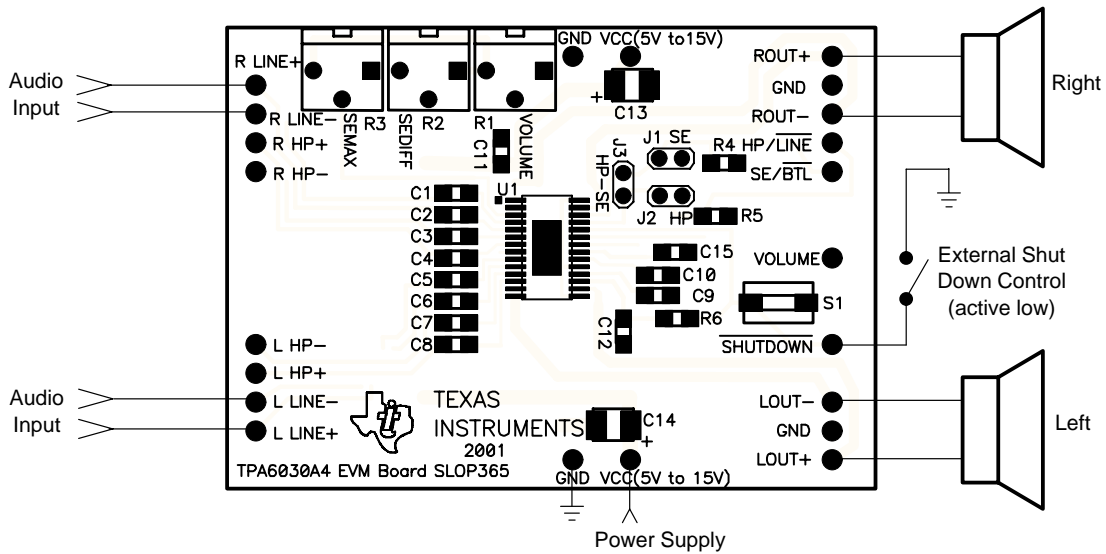 GND VCC(5V to15V)
R LINE+
ROUT+
Audio
Input
GND
Right
R LINE-
SEMAX
R3
SEDIFF
R2
R1
VOLUME
C11
C13
+
ROUT-
R HP+
R HP-
J1 SE
J3
HP-SE
J2 HP
R4
HP/LINE
SE/BTL
R5
U1
C1
C2
C3
C4
C5
C6
C7
C8
C15
C10
C9
R6
C12
VOLUME
S1
SHUTDOWN
External Shut
Down Control
(active low)
L HP-
L HP+
Audio
Input
L LINE-
L LINE+
TEXAS
INSTRUMENTS
2001
C14
+
LOUT-
GND
LOUT+
Left
TPA6030A4 EVM Board SLOP365
GND VCC(5V to 15V)
Power Supply